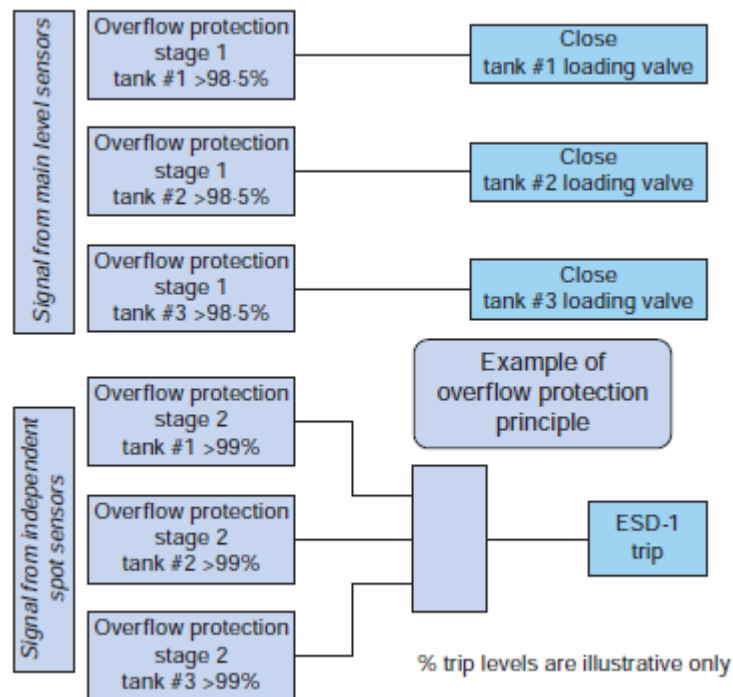 Signal from main level sensors
Overflow protection
stage 1
tank #1 >98·5%
Close
tank #1 loading valve
Overflow protection
stage 1
tank #2 >98·5%
Close
tank #2 loading valve
Overflow protection
stage 1
tank #3 >98·5%
Close
tank #3 loading valve
Example of
overflow protection
principle
Signal from independent
spot sensors
Overflow protection
stage 2
tank #1 >99%
Overflow protection
stage 2
tank #2 >99%
Overflow protection
stage 2
tank #3 >99%
ESD-1
trip
% trip levels are illustrative only